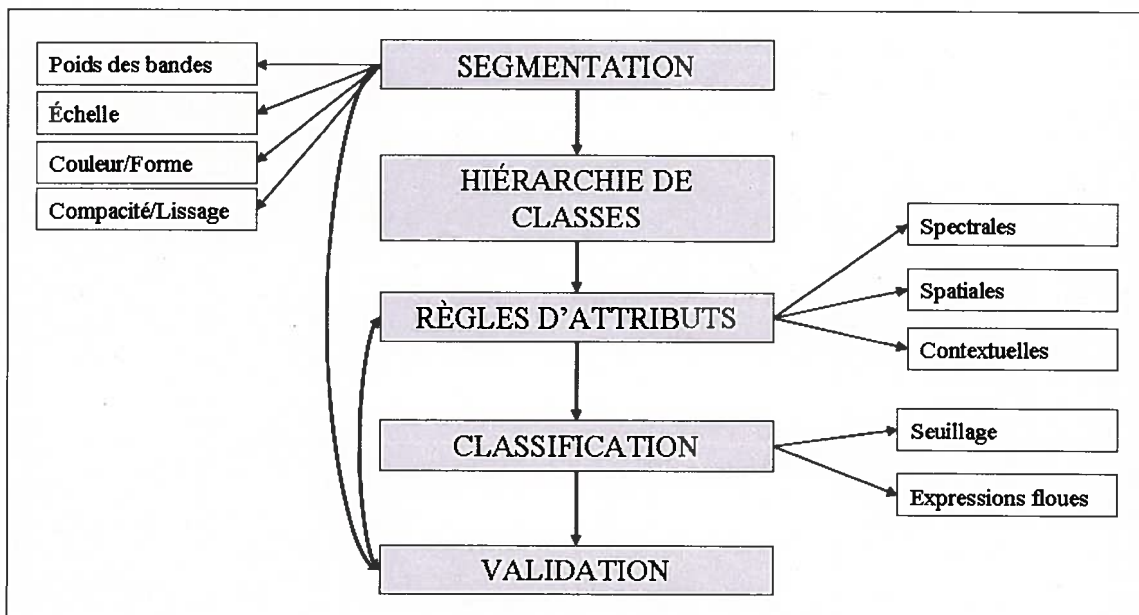 Poids des bandes
Échelle
Couleur/Forme
Compacité/Lissage
SEGMENTATION
HIÉRARCHIE DE
CLASSES
RÈGLES D'ATTRIBUTS
CLASSIFICATION
VALIDATION
Spectrales
Spatiales
Contextuelles
Seuillage
Expressions floues